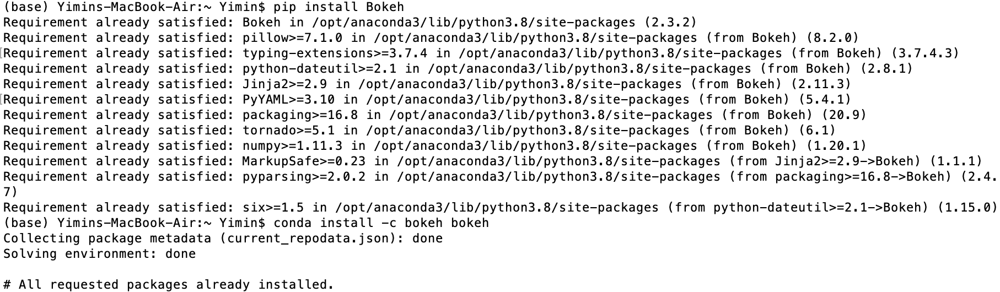 (base) Yimins-MacBook-Air:~ Yimin$ pip install Bokeh
Requirement already satisfied: Bokeh in /opt/anaconda3/lib/python3.8/site-packages (2.3.2)
Requirement already satisfied: pillow>=7.1.0 in /opt/anaconda3/lib/python3.8/site-packages (from Bokeh) (8.2.0)
[Requirement already satisfied: typing-extensions>=3.7.4 in /opt/anaconda3/lib/python3.8/site-packages (from Bokeh) (3.7.4.3)
Requirement already satisfied: python-dateutil>=2.1 in /opt/anaconda3/lib/python3.8/site-packages (from Bokeh) (2.8.1)
Requirement already satisfied: Jinja2>=2.9 in /opt/anaconda3/lib/python3.8/site-packages (from Bokeh) (2.11.3)
[Requirement already satisfied: PyYAML>=3.10 in /opt/anaconda3/lib/python3.8/site-packages (from Bokeh) (5.4.1)
Requirement already satisfied: packaging>=16.8 in /opt/anaconda3/lib/python3.8/site-packages (from Bokeh) (20.9)
Requirement already satisfied: tornado>=5.1 in /opt/anaconda3/lib/python3.8/site-packages (from Bokeh) (6.1)
Requirement already satisfied: numpy>=1.11.3 in /opt/anaconda3/lib/python3.8/site-packages (from Bokeh) (1.20.1)
Requirement already satisfied: MarkupSafe>=0.23 in /opt/anaconda3/lib/python3.8/site-packages (from Jinja2>=2.9->Bokeh) (1.1.1)
Requirement already satisfied: pyparsing>=2.0.2 in /opt/anaconda3/lib/python3.8/site-packages (from packaging>=16.8->Bokeh) (2.4.
7)
Requirement already satisfied: six>=1.5 in /opt/anaconda3/lib/python3.8/site-packages (from python-dateutil>=2.1->Bokeh) (1.15.0)
(base) Yimins-MacBook-Air:~ Yimin$ conda install -c bokeh bokeh
Collecting package metadata (current_repodata.json): done
Solving environment: done
# All requested packages already installed.